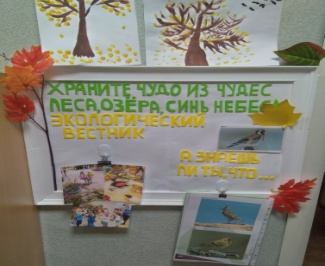 ХРАНИТЕ ЧУДО ИЗ ЧУДЕС
ЛЕСА,ОЗЁРА,СИНЬ НЕБЕС
ЭКОЛОГИЧЕСКИЙ
ВЕСТНИК
А ЗНАЕШЬ
ЛИ ТЫ,ЧТО...